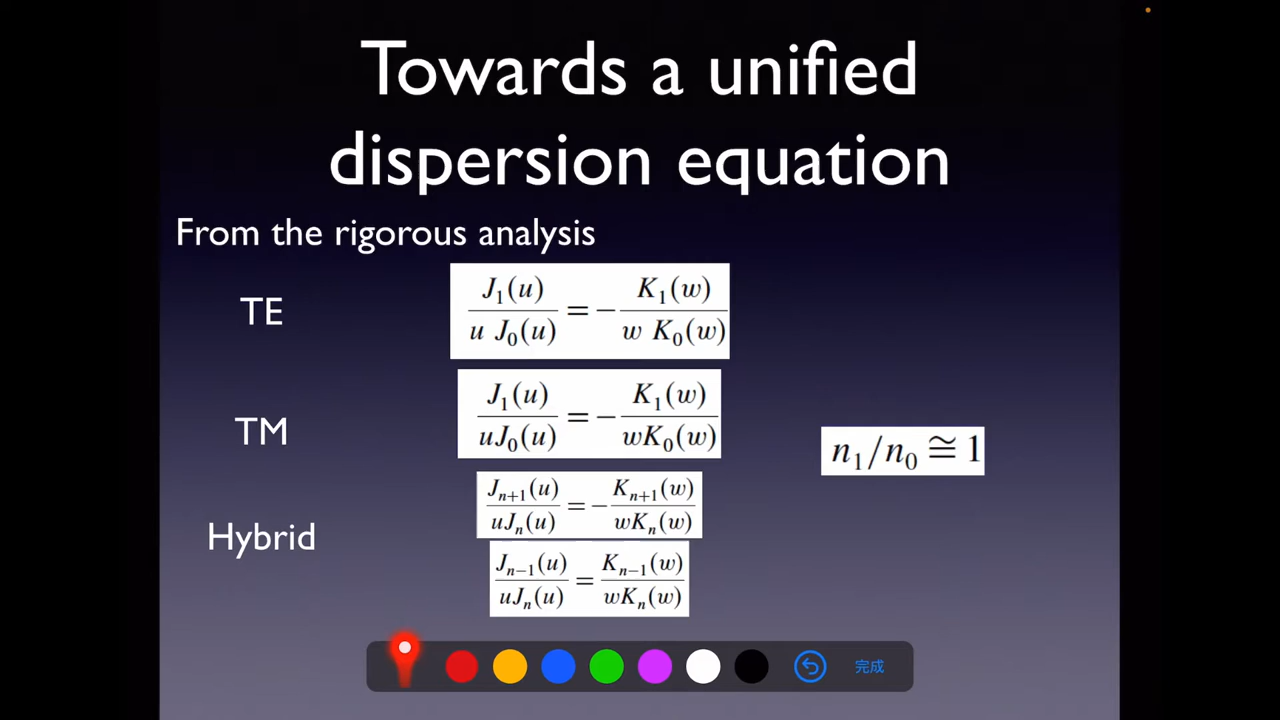 Towards a unified
dispersion equation
From the rigorous analysis
TE
J₁(u) / u J₀(u) = − K₁(w) / w K₀(w)
TM
J₁(u) / uJ₀(u) = − K₁(w) / wK₀(w)
n₁/n₀ ≅ 1
Hybrid
Jₙ₊₁(u) / uJₙ(u) = − Kₙ₊₁(w) / wKₙ(w)
Jₙ₋₁(u) / uJₙ(u) = Kₙ₋₁(w) / wKₙ(w)
完成